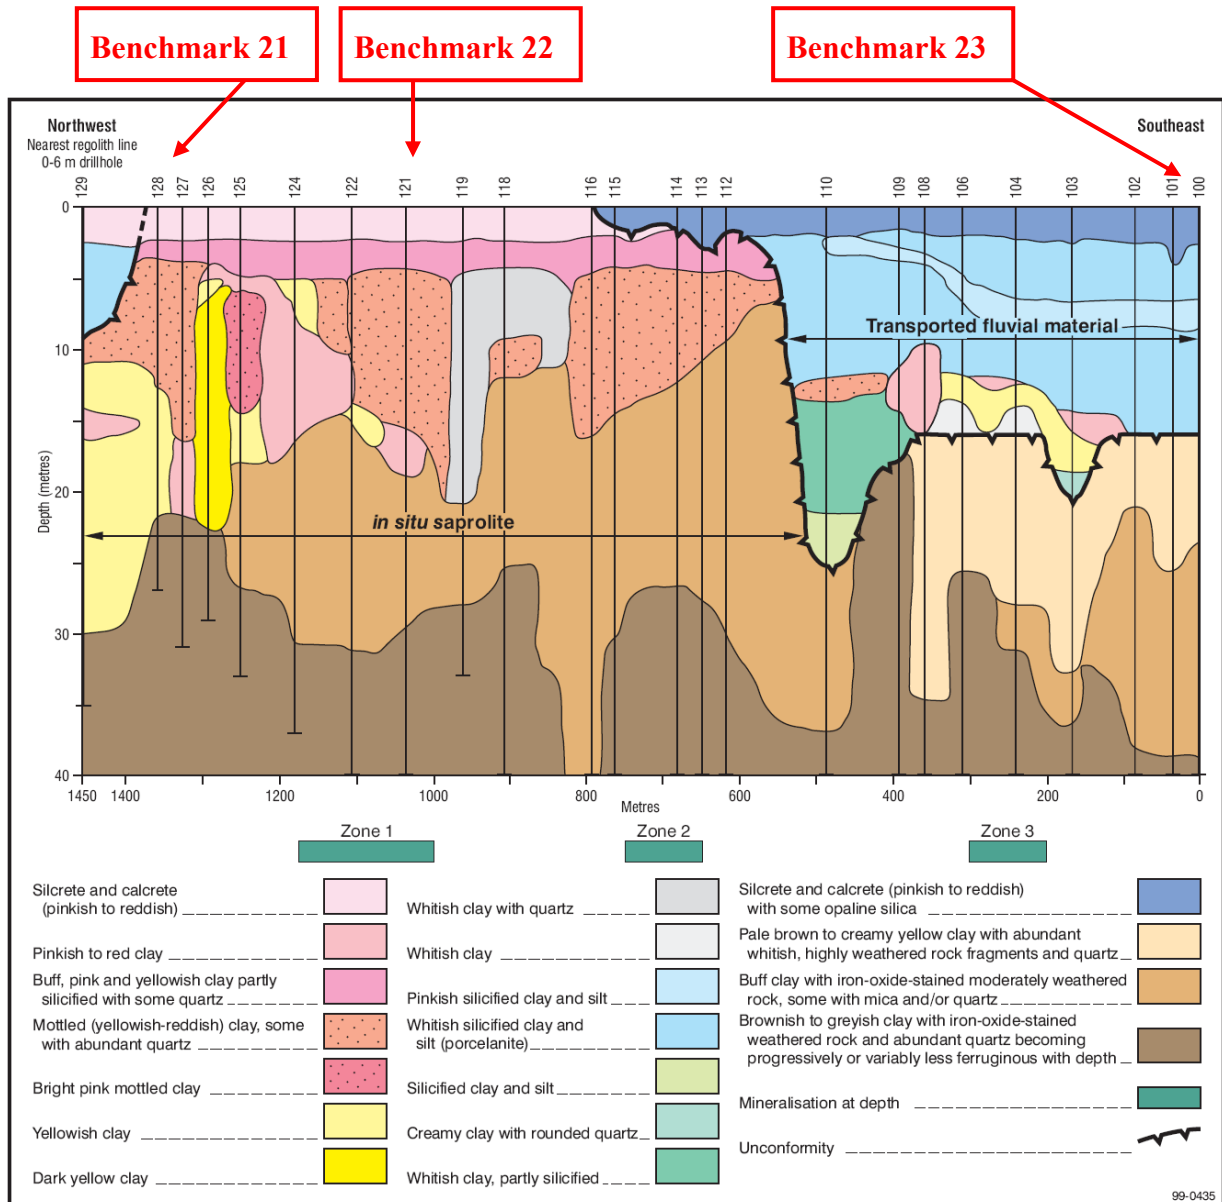 Benchmark 21
Benchmark 22
Benchmark 23
Northwest
Nearest regolith line
0-6 m drillhole
Southeast
129 128 127 126 125 124 122 121 119 118 116 115 114 113 112 110 109 108 106 104 103 102 101 100
0
10
20
30
40
Depth (metres)
Transported fluvial material
in situ saprolite
1450 1400 1200 1000 800 600 400 200 0
Metres
Zone 1
Zone 2
Zone 3
Silcrete and calcrete
(pinkish to reddish)
Pinkish to red clay
Buff, pink and yellowish clay partly
silicified with some quartz
Mottled (yellowish-reddish) clay, some
with abundant quartz
Bright pink mottled clay
Yellowish clay
Dark yellow clay
Whitish clay with quartz
Whitish clay
Pinkish silicified clay and silt
Whitish silicified clay and
silt (porcelanite)
Silicified clay and silt
Creamy clay with rounded quartz
Whitish clay, partly silicified
Silcrete and calcrete (pinkish to reddish)
with some opaline silica
Pale brown to creamy yellow clay with abundant
whitish, highly weathered rock fragments and quartz
Buff clay with iron-oxide-stained moderately weathered
rock, some with mica and/or quartz
Brownish to greyish clay with iron-oxide-stained
weathered rock and abundant quartz becoming
progressively or variably less ferruginous with depth
Mineralisation at depth
Unconformity
99-0435